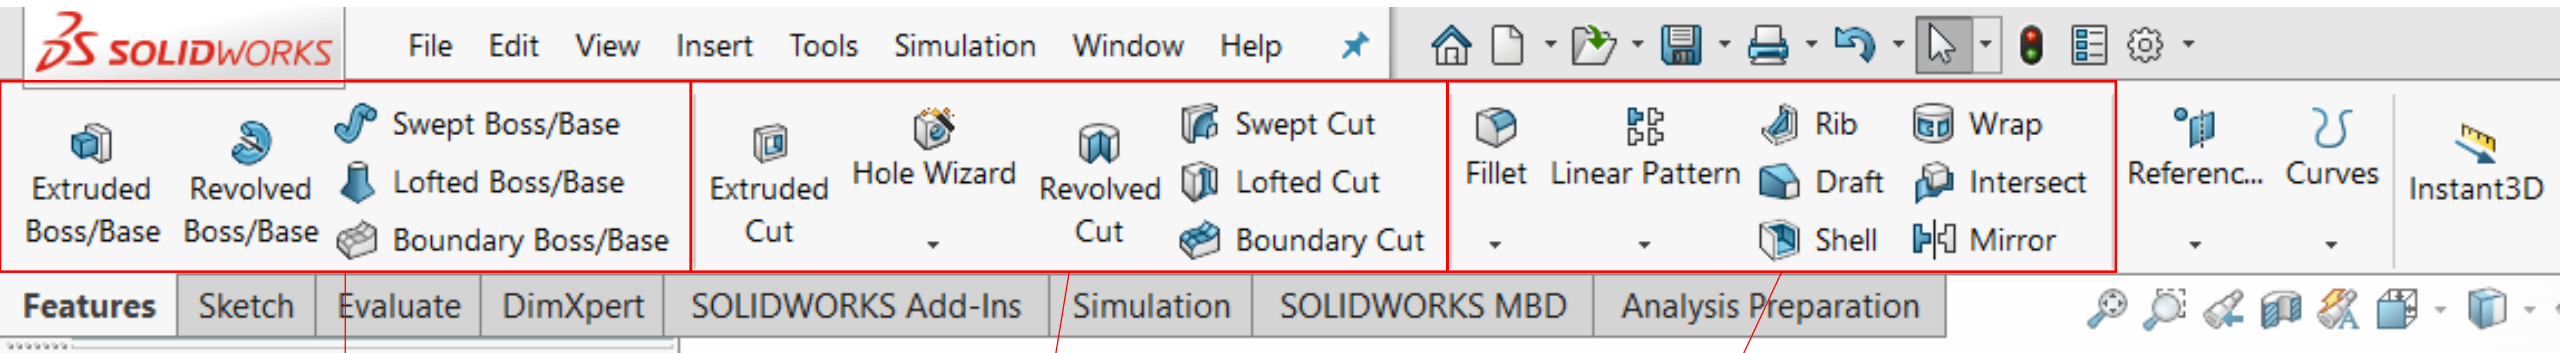 SOLIDWORKS File Edit View Insert Tools Simulation Window Help
Extruded Boss/Base
Revolved Boss/Base
Swept Boss/Base
Lofted Boss/Base
Boundary Boss/Base
Extruded Cut
Hole Wizard
Revolved Cut
Swept Cut
Lofted Cut
Boundary Cut
Fillet
Linear Pattern
Rib
Draft
Shell
Wrap
Intersect
Mirror
Referenc...
Curves
Instant3D
Features Sketch Evaluate DimXpert SOLIDWORKS Add-Ins Simulation SOLIDWORKS MBD Analysis Preparation